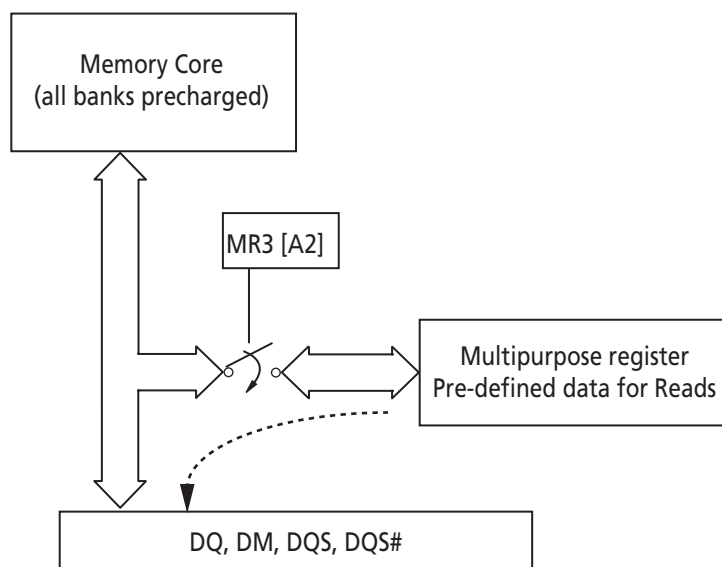 Memory Core
(all banks precharged)
MR3 [A2]
Multipurpose register
Pre-defined data for Reads
DQ, DM, DQS, DQS#